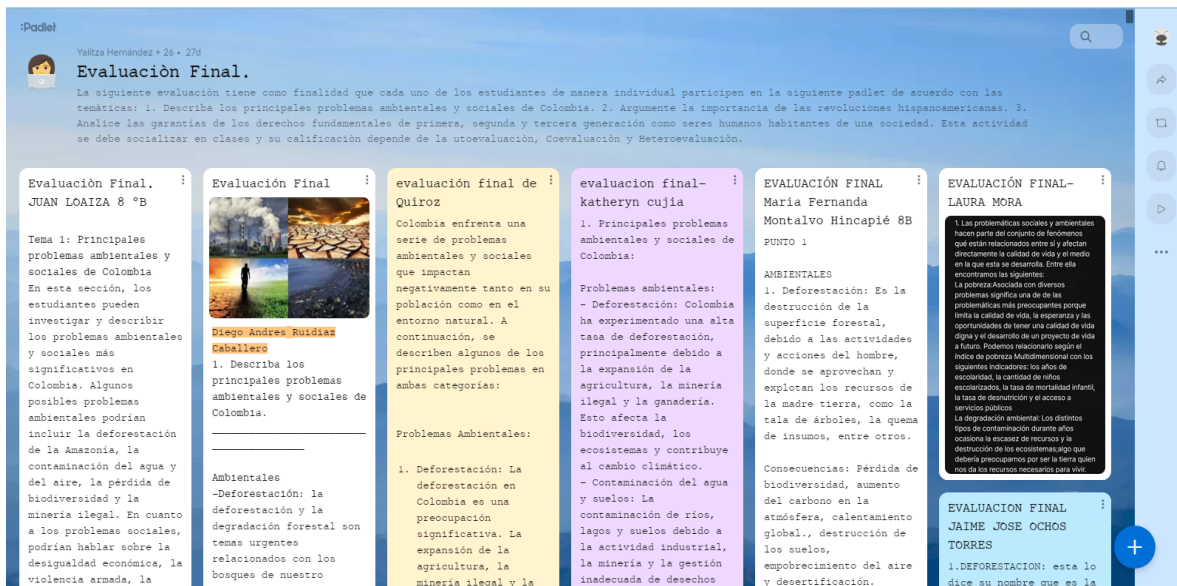 :Padlet
Yalitza Hernández + 26 • 27d
Evaluaciòn Final.
La siguiente evaluaciòn tiene como finalidad que cada uno de los estudiantes de manera individual participen en la siguiente padlet de acuerdo con las
temàticas: 1. Describa los principales problemas ambientales y sociales de Colombia. 2. Argumente la importancia de las revoluciones hispanoamericanas. 3.
Analice las garantìas de los derechos fundamentales de primera, segunda y tercera generaciòn como seres humanos habitantes de una sociedad. Esta actividad
se debe socializar en clases y su calificaciòn depende de la utoevaluaciòn, Coevaluaciòn y Heteroevaluaciòn.
Evaluaciòn Final.
JUAN LOAIZA 8 °B
Tema 1: Principales
problemas ambientales y
sociales de Colombia
En esta sección, los
estudiantes pueden
investigar y describir
los problemas ambientales
y sociales más
significativos en
Colombia. Algunos
posibles problemas
ambientales podrían
incluir la deforestación
de la Amazonía, la
contaminación del agua y
del aire, la pérdida de
biodiversidad y la
minería ilegal. En cuanto
a los problemas sociales,
podrían hablar sobre la
desigualdad económica, la
violencia armada, la
Evaluación Final
Diego Andres Ruidiaz
Caballero
1. Describa los
principales problemas
ambientales y sociales de
Colombia.
Ambientales
-Deforestación: la
deforestación y la
degradación forestal son
temas urgentes
relacionados con los
bosques de nuestro
evaluación final de
Quiroz
Colombia enfrenta una
serie de problemas
ambientales y sociales
que impactan
negativamente tanto en su
población como en el
entorno natural. A
continuación, se
describen algunos de los
principales problemas en
ambas categorías:
Problemas Ambientales:
1. Deforestación: La
deforestación en
Colombia es una
preocupación
significativa. La
expansión de la
agricultura, la
minería ilegal y la
evaluacion final-
katheryn cujia
1. Principales problemas
ambientales y sociales de
Colombia:
Problemas ambientales:
- Deforestación: Colombia
ha experimentado una alta
tasa de deforestación,
principalmente debido a
la expansión de la
agricultura, la minería
ilegal y la ganadería.
Esto afecta la
biodiversidad, los
ecosistemas y contribuye
al cambio climático.
- Contaminación del agua
y suelos: La
contaminación de ríos,
lagos y suelos debido a
la actividad industrial,
la minería y la gestión
inadecuada de desechos
EVALUACIÓN FINAL
Maria Fernanda
Montalvo Hincapié 8B
PUNTO 1
AMBIENTALES
1. Deforestación: Es la
destrucción de la
superficie forestal,
debido a las actividades
y acciones del hombre,
donde se aprovechan y
explotan los recursos de
la madre tierra, como la
tala de árboles, la quema
de insumos, entre otros.
Consecuencias: Pérdida de
biodiversidad, aumento
del carbono en la
atmósfera, calentamiento
global., destrucción de
los suelos,
empobrecimiento del aire
y desertificación.
EVALUACIÓN FINAL-
LAURA MORA
1. Las problemáticas sociales y ambientales
hacen parte del conjunto de fenómenos
qué están relacionados entre sí y afectan
directamente la calidad de vida y el medio
en la que esta se desarrolla. Entre ella
encontramos las siguientes:
La pobreza:Asociada con diversos
problemas significa una de de las
problemáticas más preocupantes porque
limita la calidad de vida, la esperanza y las
oportunidades de tener una calidad de vida
digna y el desarrollo de un proyecto de vida
a futuro. Podemos relacionarlo según el
índice de pobreza Multidimensional con los
siguientes indicadores: los años de
escolaridad, la cantidad de niños
escolarizados, la tasa de mortalidad infantil,
la tasa de desnutrición y el acceso a
servicios públicos
La degradación ambiental: Los distintos
tipos de contaminación durante años
ocasiona la escasez de recursos y la
destrucción de los ecosistemas;algo que
debería preocuparnos por ser la tierra quien
nos da los recursos necesarios para vivir.
EVALUACION FINAL
JAIME JOSE OCHOS
TORRES
1.DEFORESTACION: esta lo
dice su nombre que es la